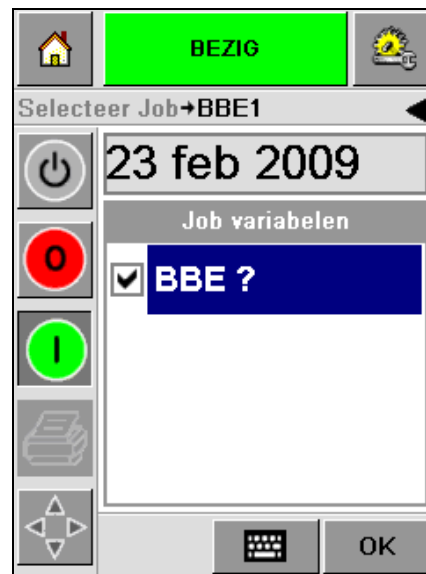 BEZIG
Selecteer Job→BBE1
23 feb 2009
Job variabelen
BBE ?
O
I
OK